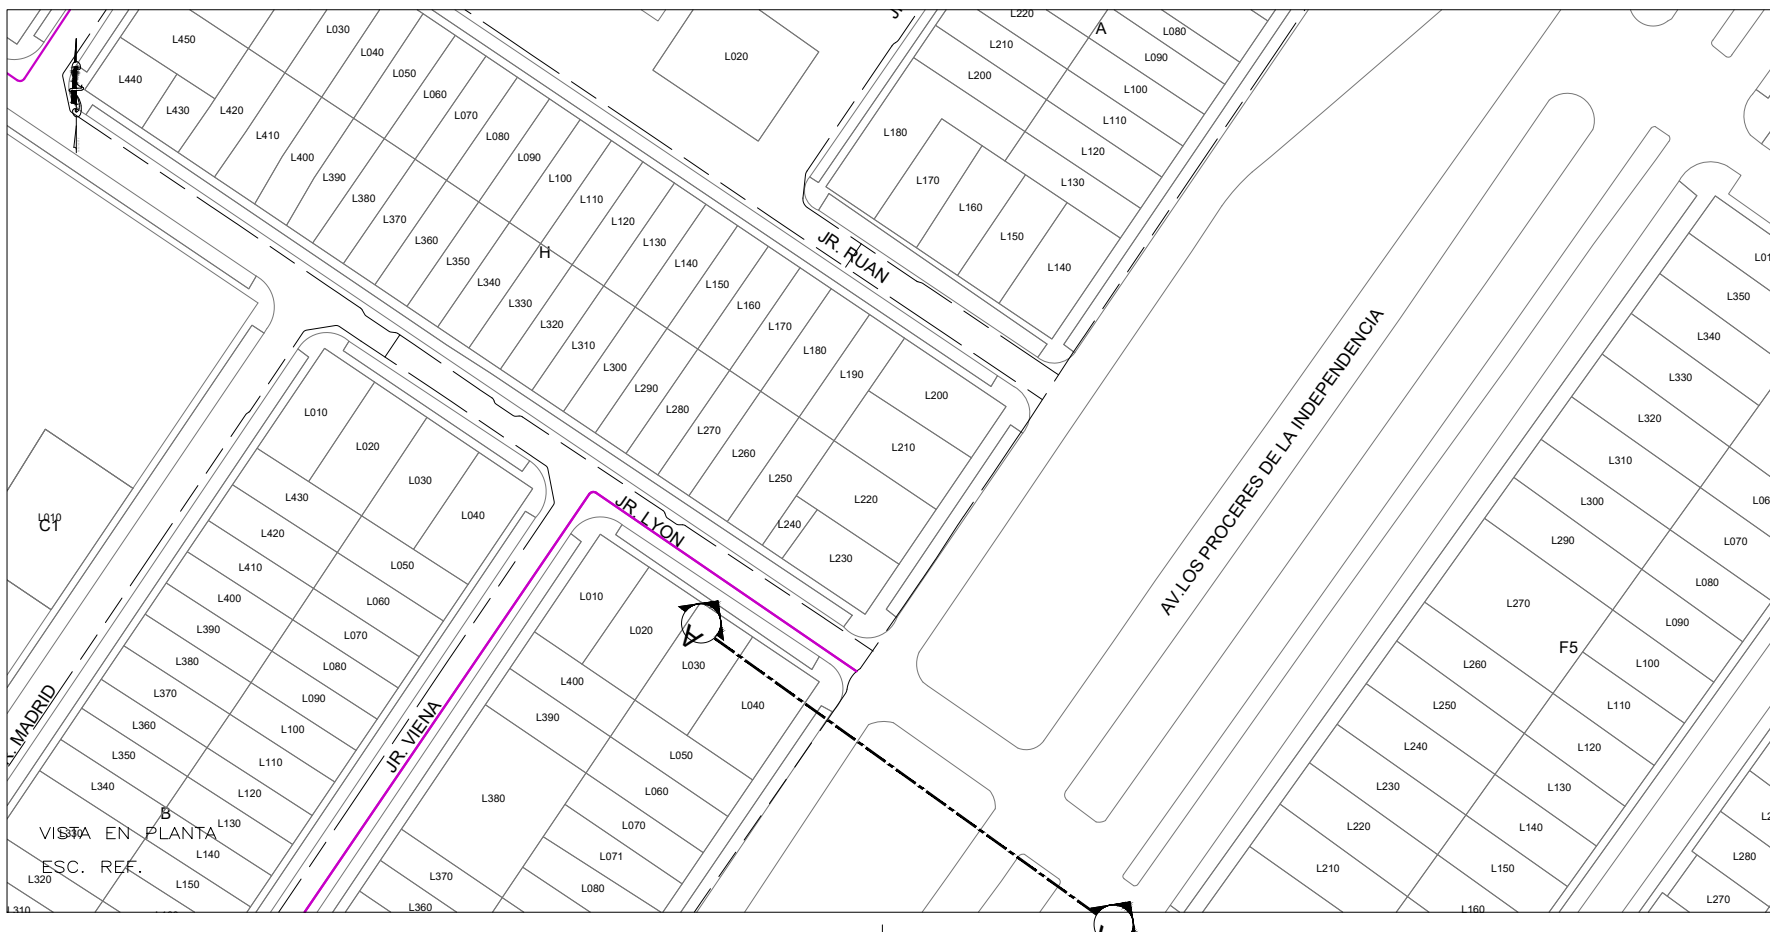 L450
L440
L430
L420
L410
L400
L390
L380
L370
L360
L350
L340
L330
L320
L310
L300
L290
L280
L270
L260
L250
L240
L230
L030
L040
L050
L060
L070
L080
L090
L100
L110
L120
L130
L140
L150
L160
L170
L180
L190
L200
L210
L220
H
L020
JR. RUAN
L220
L210
L200
L180
L170
L160
L150
L140
A
L080
L090
L100
L110
L120
L130
AV.LOS PROCERES DE LA INDEPENDENCIA
L350
L340
L330
L320
L310
L300
L290
L270
L260
L250
L240
L230
L220
L210
L070
L080
L090
F5
L100
L110
L120
L130
L140
L150
L160
L280
L270
L010
C1
MADRID
L010
L020
L030
L040
L430
L420
L410
L400
L390
L380
L370
L360
L350
L340
L330
L320
L310
L050
L060
L070
L080
L090
L100
L110
L120
L130
L140
L150
B
VISTA EN PLANTA
ESC. REF.
JR. VIENA
JR. LYON
L010
L020
L030
L040
A
L400
L390
L380
L370
L360
L050
L060
L070
L071
L080